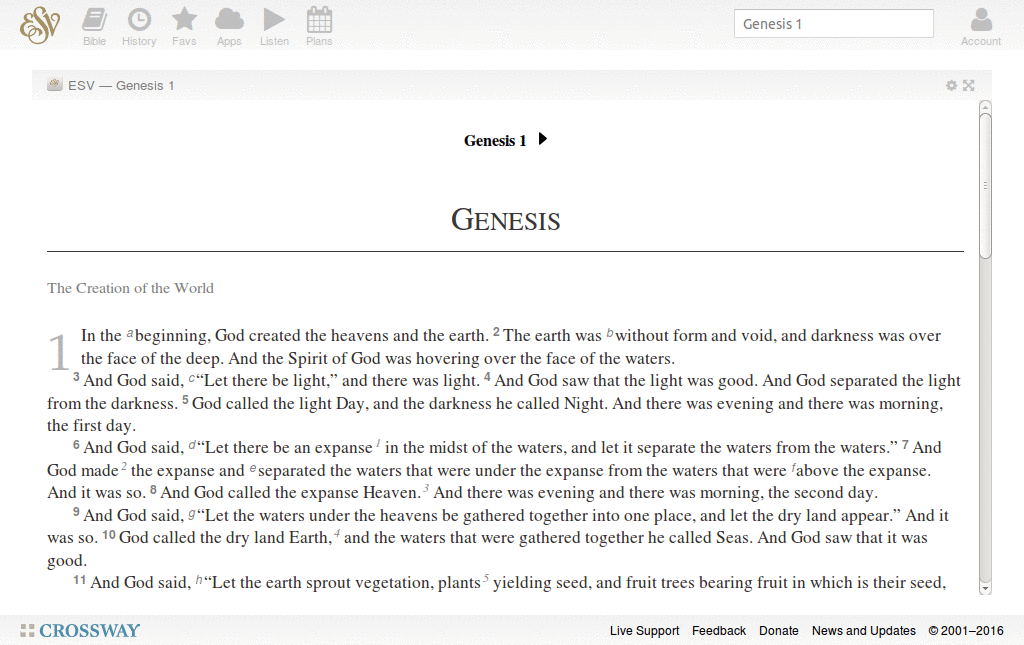 ESV
Bible History Favs Apps Listen Plans
Genesis 1
Account
ESV — Genesis 1
Genesis 1
GENESIS
The Creation of the World
1 In the a beginning, God created the heavens and the earth. 2 The earth was b without form and void, and darkness was over
the face of the deep. And the Spirit of God was hovering over the face of the waters.
3 And God said, c “Let there be light,” and there was light. 4 And God saw that the light was good. And God separated the light
from the darkness. 5 God called the light Day, and the darkness he called Night. And there was evening and there was morning,
the first day.
6 And God said, d “Let there be an expanse 1 in the midst of the waters, and let it separate the waters from the waters.” 7 And
God made 2 the expanse and e separated the waters that were under the expanse from the waters that were f above the expanse.
And it was so. 8 And God called the expanse Heaven. 3 And there was evening and there was morning, the second day.
9 And God said, g “Let the waters under the heavens be gathered together into one place, and let the dry land appear.” And it
was so. 10 God called the dry land Earth, 4 and the waters that were gathered together he called Seas. And God saw that it was
good.
11 And God said, h “Let the earth sprout vegetation, plants 5 yielding seed, and fruit trees bearing fruit in which is their seed,
CROSSWAY
Live Support Feedback Donate News and Updates © 2001–2016